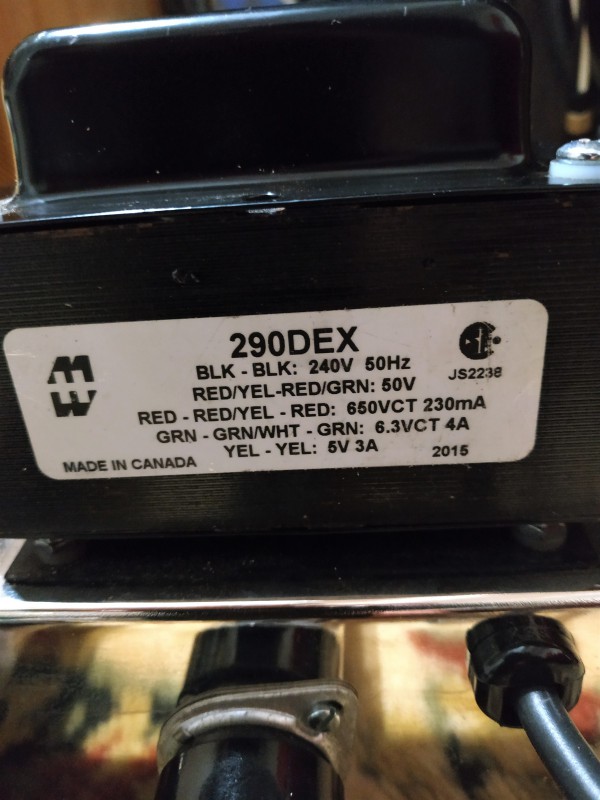 290DEX
BLK - BLK: 240V 50Hz
JS2238
RED/YEL-RED/GRN: 50V
RED - RED/YEL - RED: 650VCT 230mA
GRN - GRN/WHT - GRN: 6.3VCT 4A
YEL - YEL: 5V 3A
MADE IN CANADA
2015